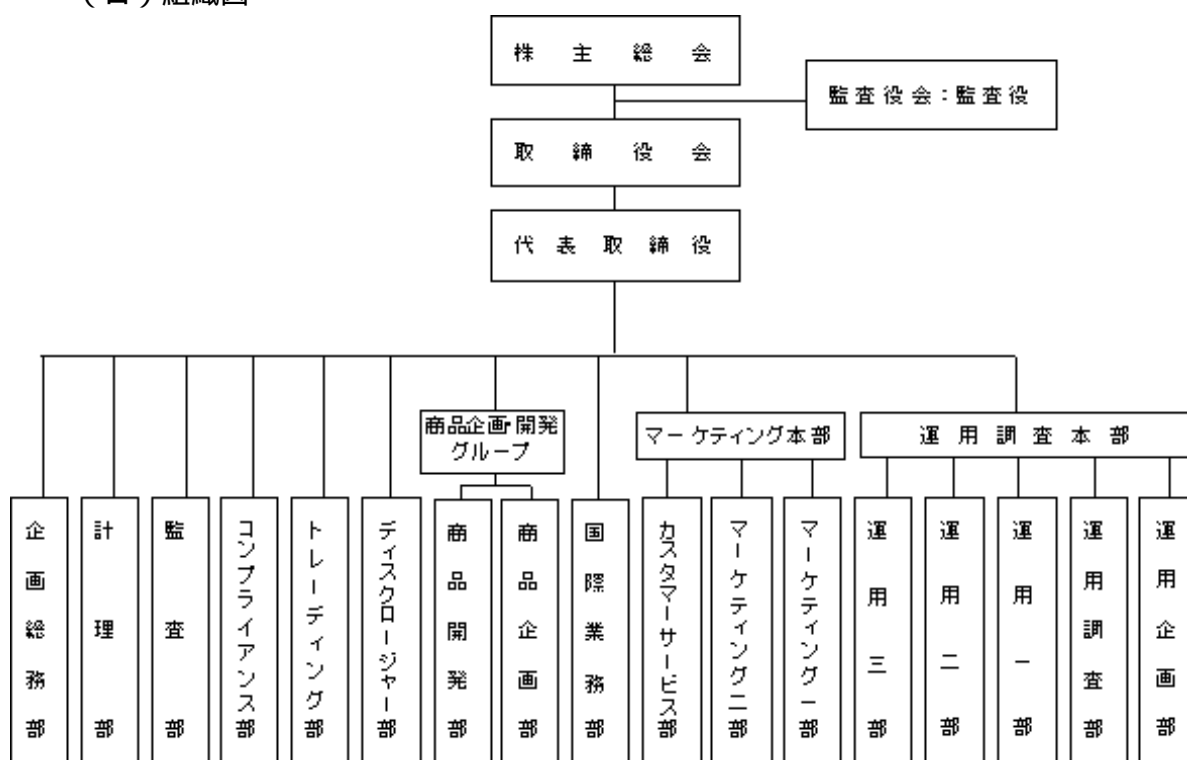 組織図
株主総会
監査役会：監査役
取締役会
代表取締役
商品企画・開発
グループ
マーケティング本部
運用調査本部
企画総務部
計理部
監査部
コンプライアンス部
トレーディング部
ディスクロージャー部
商品開発部
商品企画部
国際業務部
カスタマーサービス部
マーケティング二部
マーケティング一部
運用三部
運用二部
運用一部
運用調査部
運用企画部